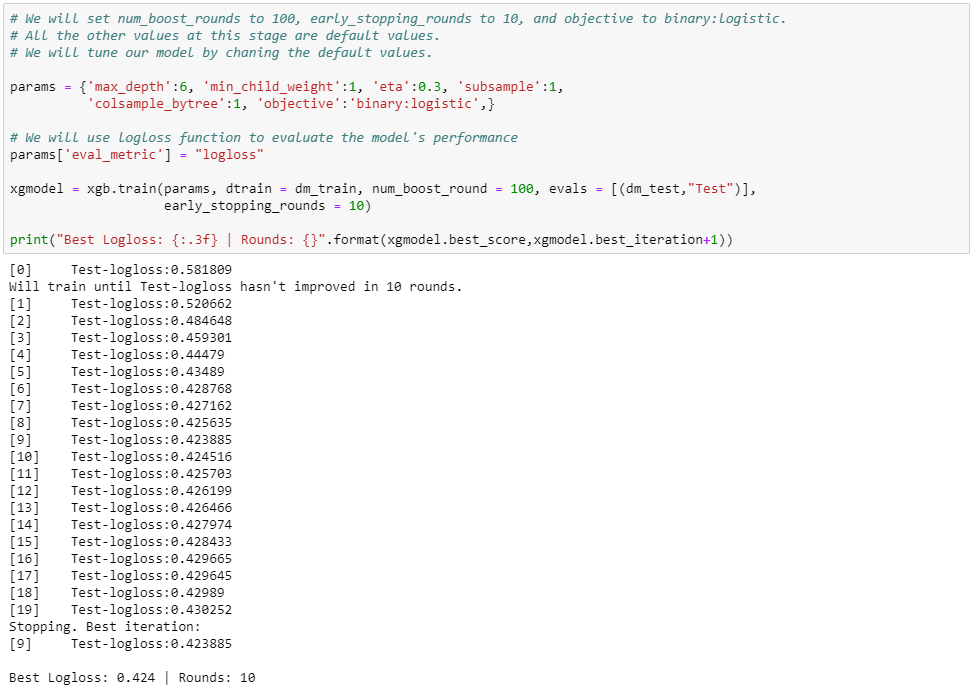 # We will set num_boost_rounds to 100, early_stopping_rounds to 10, and objective to binary:logistic.
# All the other values at this stage are default values.
# We will tune our model by chaning the default values.

params = {'max_depth':6, 'min_child_weight':1, 'eta':0.3, 'subsample':1,
          'colsample_bytree':1, 'objective':'binary:logistic',}

# We will use logloss function to evaluate the model's performance
params['eval_metric'] = "logloss"

xgmodel = xgb.train(params, dtrain = dm_train, num_boost_round = 100, evals = [(dm_test,"Test")],
                    early_stopping_rounds = 10)

print("Best Logloss: {:.3f} | Rounds: {}".format(xgmodel.best_score,xgmodel.best_iteration+1))

[0]     Test-logloss:0.581809
Will train until Test-logloss hasn't improved in 10 rounds.
[1]     Test-logloss:0.520662
[2]     Test-logloss:0.484648
[3]     Test-logloss:0.459301
[4]     Test-logloss:0.44479
[5]     Test-logloss:0.43489
[6]     Test-logloss:0.428768
[7]     Test-logloss:0.427162
[8]     Test-logloss:0.425635
[9]     Test-logloss:0.423885
[10]    Test-logloss:0.424516
[11]    Test-logloss:0.425703
[12]    Test-logloss:0.426199
[13]    Test-logloss:0.426466
[14]    Test-logloss:0.427974
[15]    Test-logloss:0.428433
[16]    Test-logloss:0.429665
[17]    Test-logloss:0.429645
[18]    Test-logloss:0.42989
[19]    Test-logloss:0.430252
Stopping. Best iteration:
[9]     Test-logloss:0.423885

Best Logloss: 0.424 | Rounds: 10